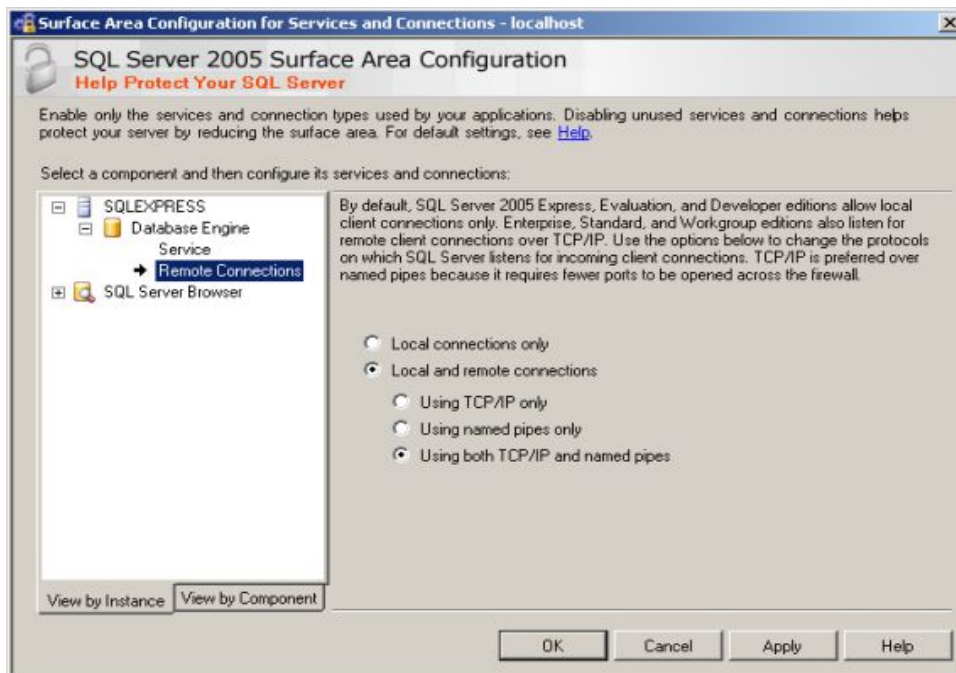 Surface Area Configuration for Services and Connections - localhost
SQL Server 2005 Surface Area Configuration
Help Protect Your SQL Server
Enable only the services and connection types used by your applications. Disabling unused services and connections helps
protect your server by reducing the surface area. For default settings, see Help.
Select a component and then configure its services and connections:
SQLEXPRESS
Database Engine
Service
Remote Connections
SQL Server Browser
View by Instance
View by Component
By default, SQL Server 2005 Express, Evaluation, and Developer editions allow local
client connections only. Enterprise, Standard, and Workgroup editions also listen for
remote client connections over TCP/IP. Use the options below to change the protocols
on which SQL Server listens for incoming client connections. TCP/IP is preferred over
named pipes because it requires fewer ports to be opened across the firewall.
Local connections only
Local and remote connections
Using TCP/IP only
Using named pipes only
Using both TCP/IP and named pipes
OK
Cancel
Apply
Help